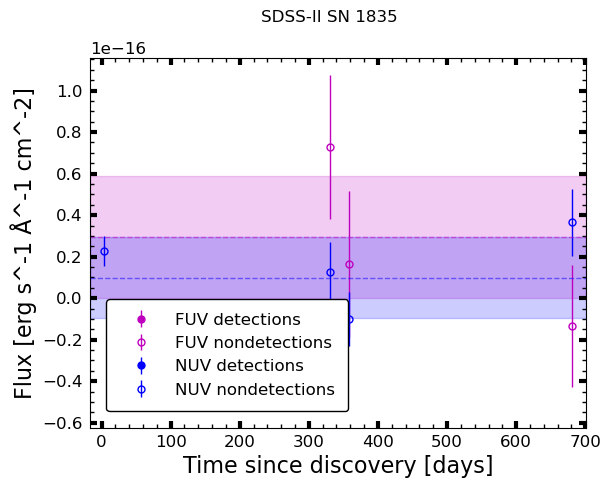 SDSS-II SN 1835
1e−16
1.0
0.8
0.6
0.4
0.2
0.0
−0.2
−0.4
−0.6
Flux [erg s^-1 Å^-1 cm^-2]
FUV detections
FUV nondetections
NUV detections
NUV nondetections
0 100 200 300 400 500 600 700
Time since discovery [days]